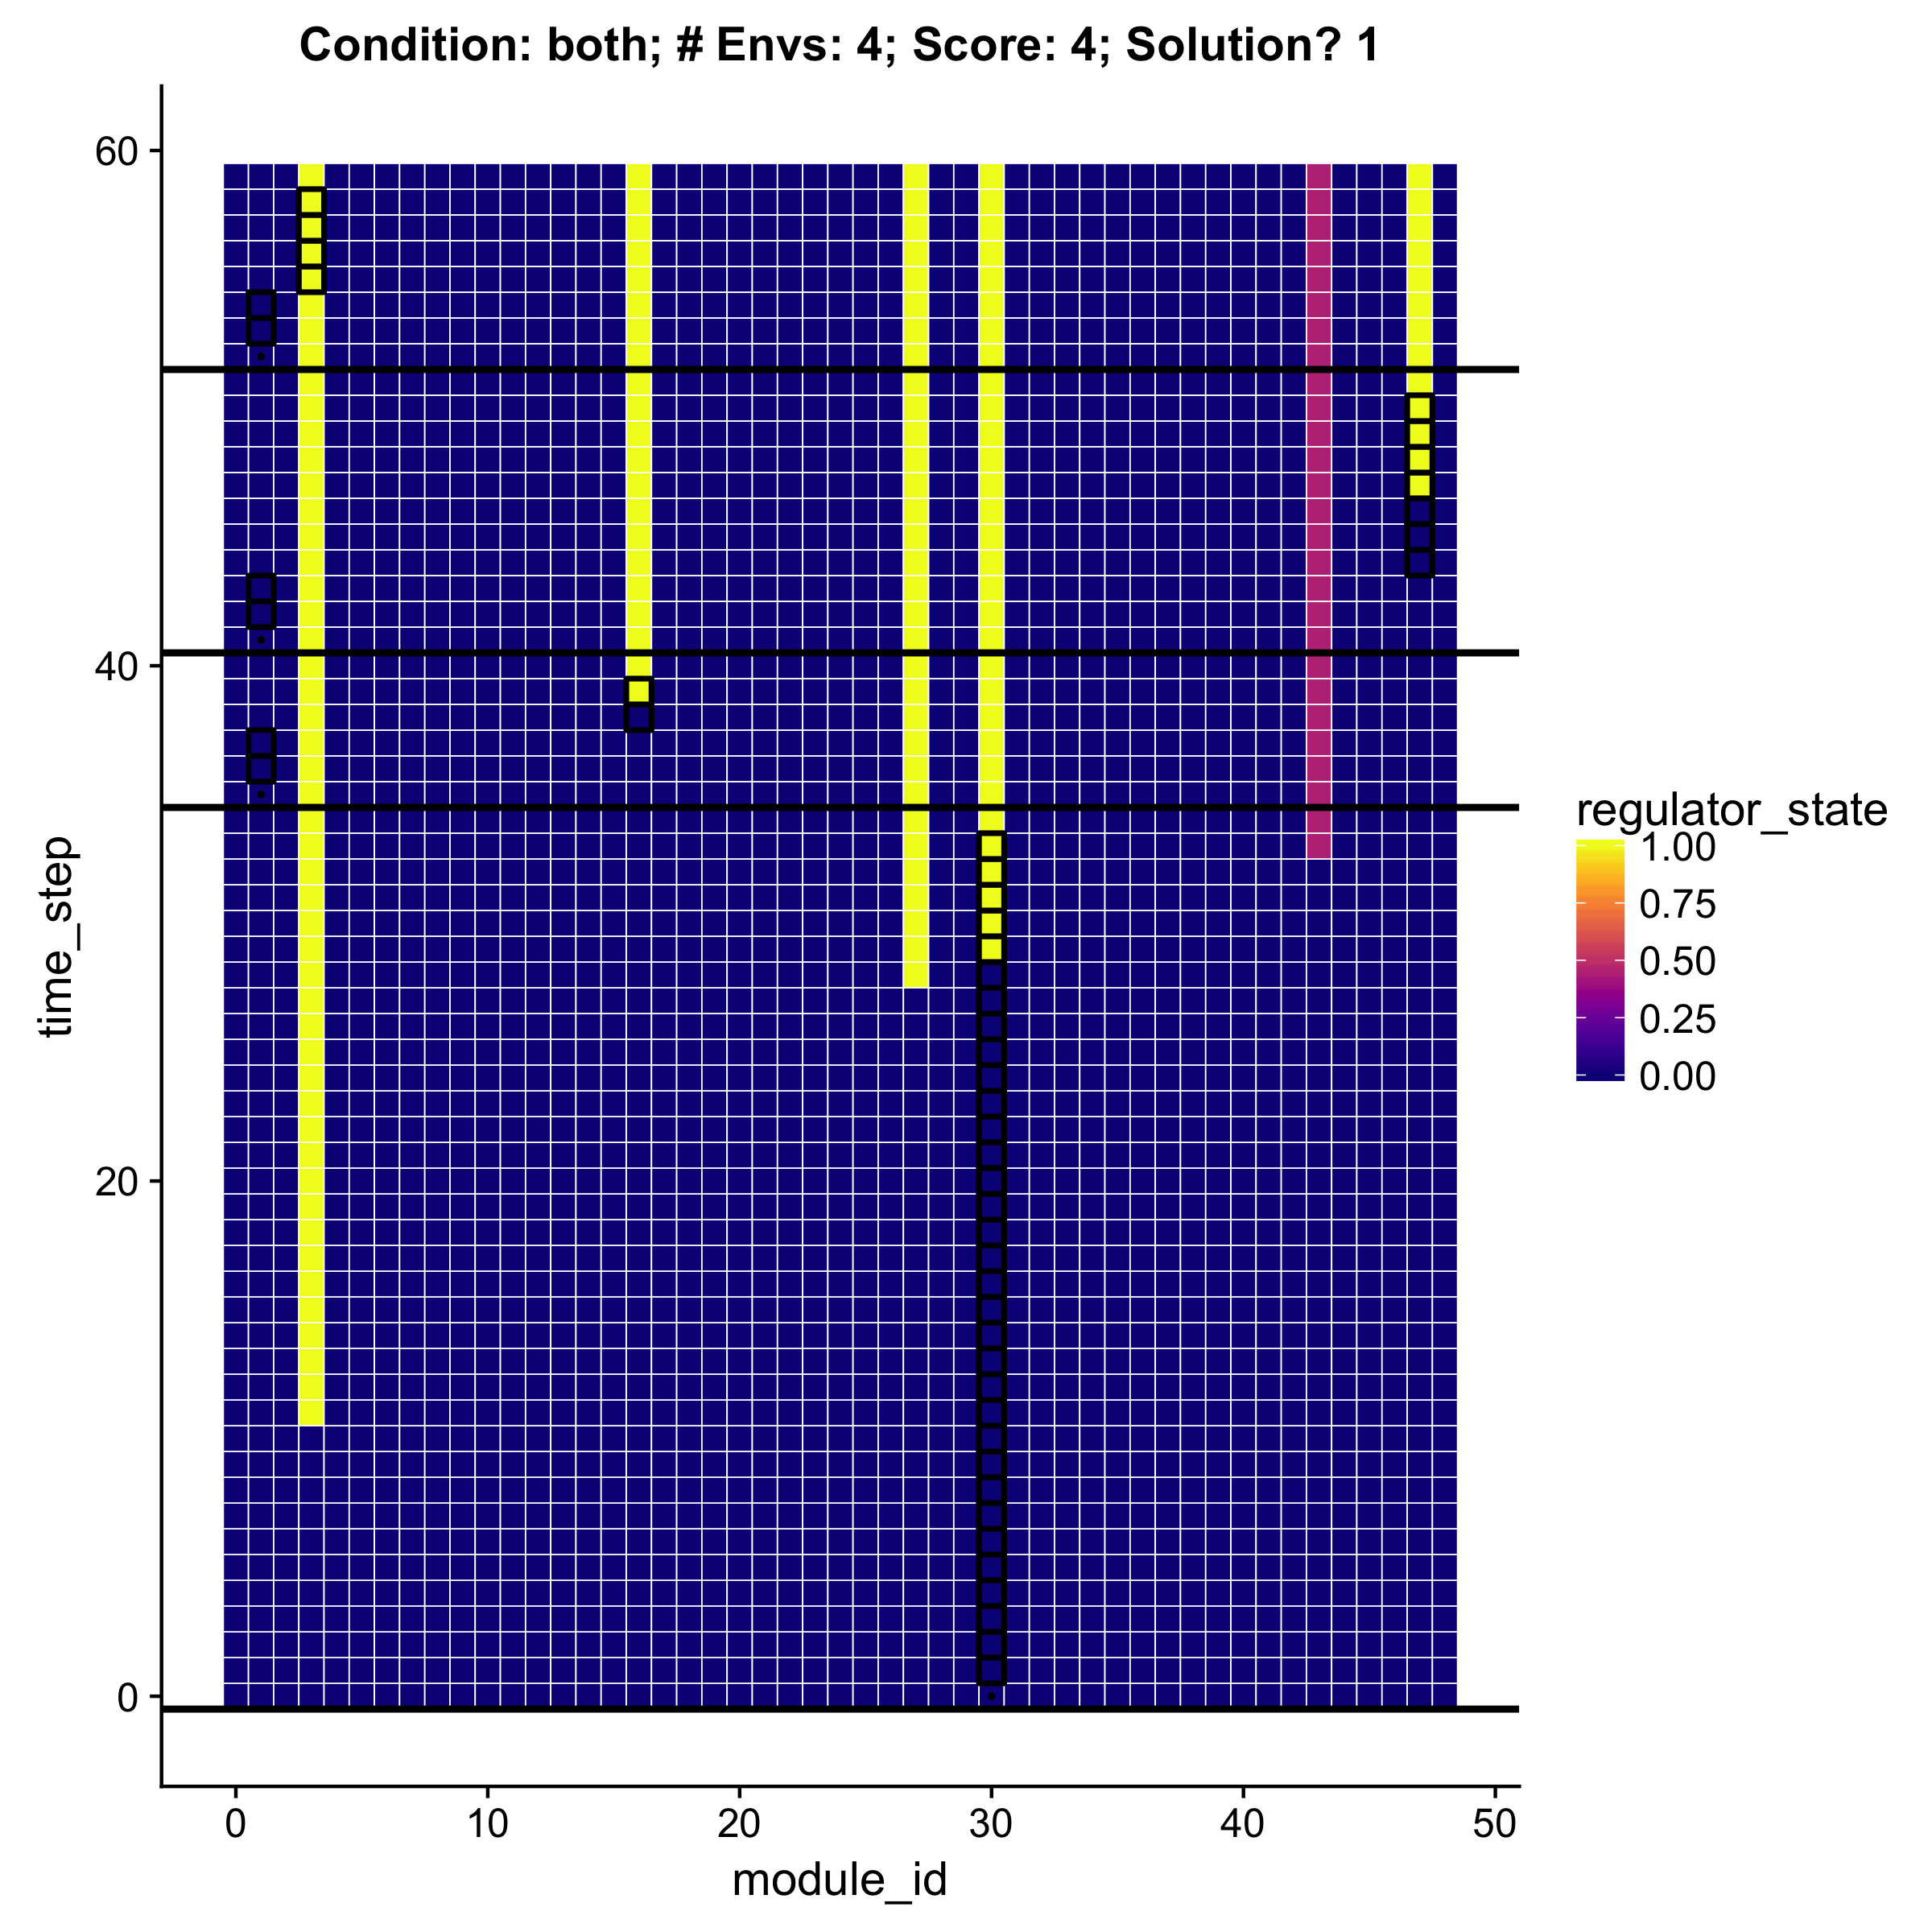 Condition: both; # Envs: 4; Score: 4; Solution? 1
60
40
20
0
time_step
0 10 20 30 40 50
module_id
regulator_state
1.00
0.75
0.50
0.25
0.00